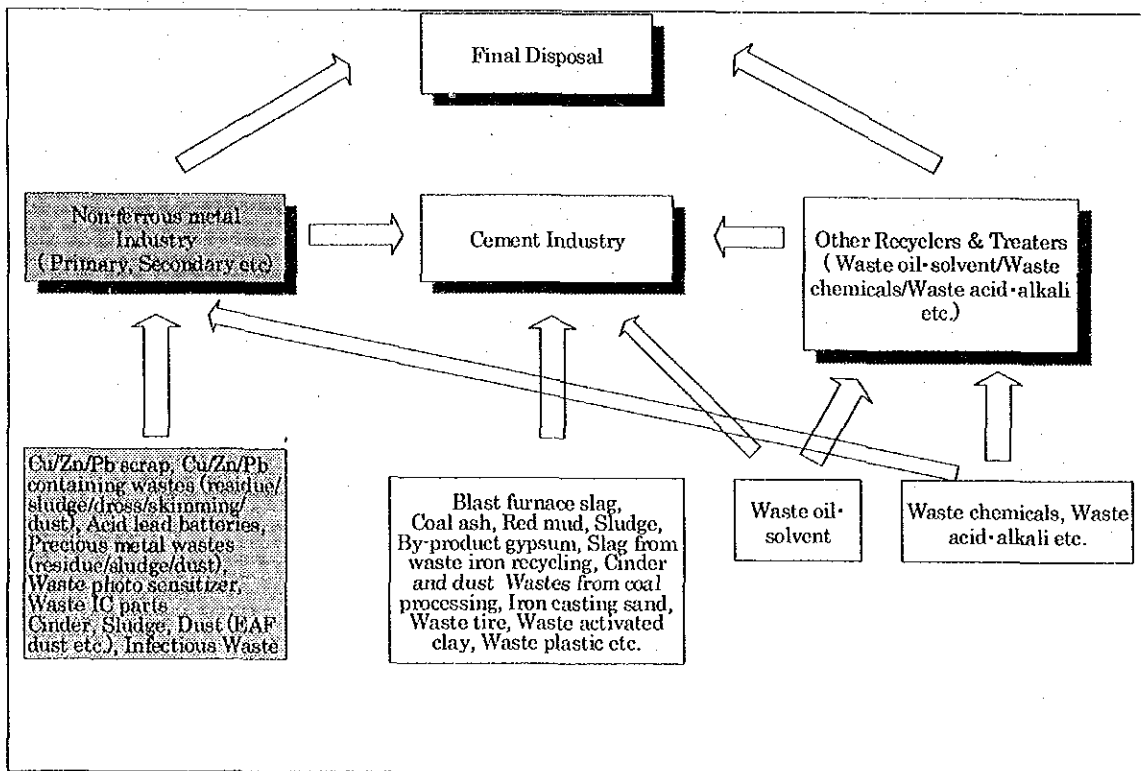 Final Disposal
Non-ferrous metal
Industry
( Primary, Secondary etc)
Cement Industry
Other Recyclers & Treaters
( Waste oil·solvent/Waste
chemicals/Waste acid·alkali
etc.)
Cu/Zn/Pb scrap, Cu/Zn/Pb
containing wastes (residue/
sludge/dross/skimming/
dust), Acid lead batteries,
Precious metal wastes
(residue/sludge/dust),
Waste photo sensitizer,
Waste IC parts
Cinder, Sludge, Dust (EAF
dust etc.), Infectious Waste
Blast furnace slag,
Coal ash, Red mud, Sludge,
By-product gypsum, Slag from
waste iron recycling, Cinder
and dust Wastes from coal
processing, Iron casting sand,
Waste tire, Waste activated
clay, Waste plastic etc.
Waste oil·
solvent
Waste chemicals, Waste
acid·alkali etc.